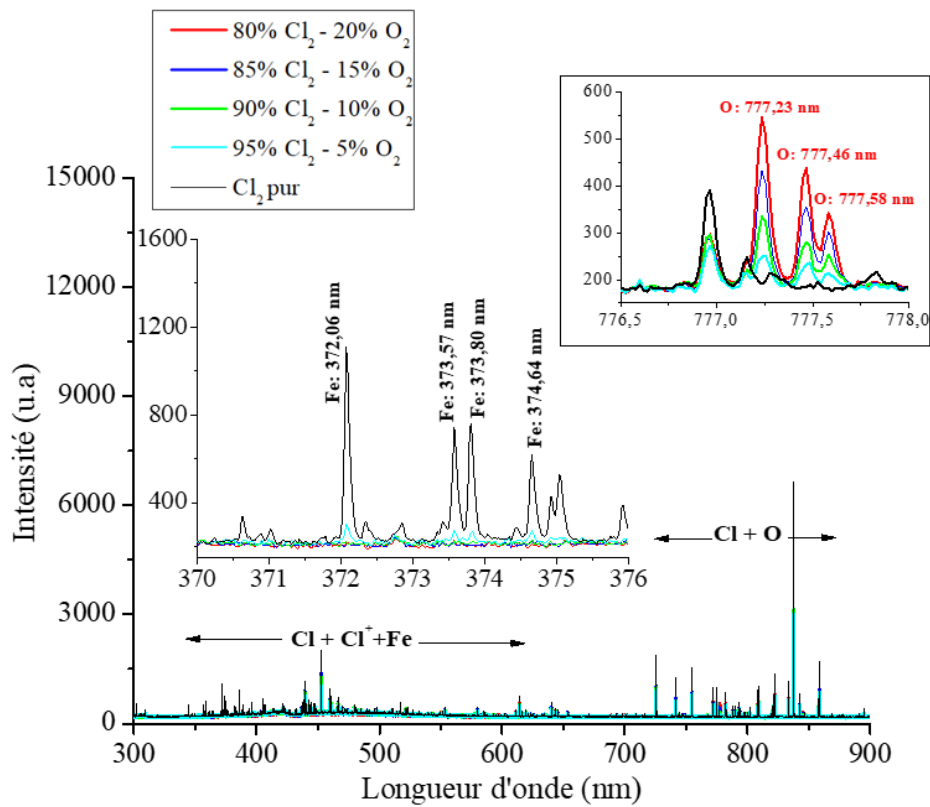 80% Cl₂ - 20% O₂
85% Cl₂ - 15% O₂
90% Cl₂ - 10% O₂
95% Cl₂ - 5% O₂
Cl₂ pur
600
500
400
300
200
776,5
777,0
777,5
778,0
O: 777,23 nm
O: 777,46 nm
O: 777,58 nm
1600
1200
800
400
370
371
372
373
374
375
376
Fe: 372,06 nm
Fe: 373,57 nm
Fe: 373,80 nm
Fe: 374,64 nm
15000
12000
9000
6000
3000
0
Intensité (u.a)
Cl + Cl⁺+Fe
Cl + O
300
400
500
600
700
800
900
Longueur d'onde (nm)